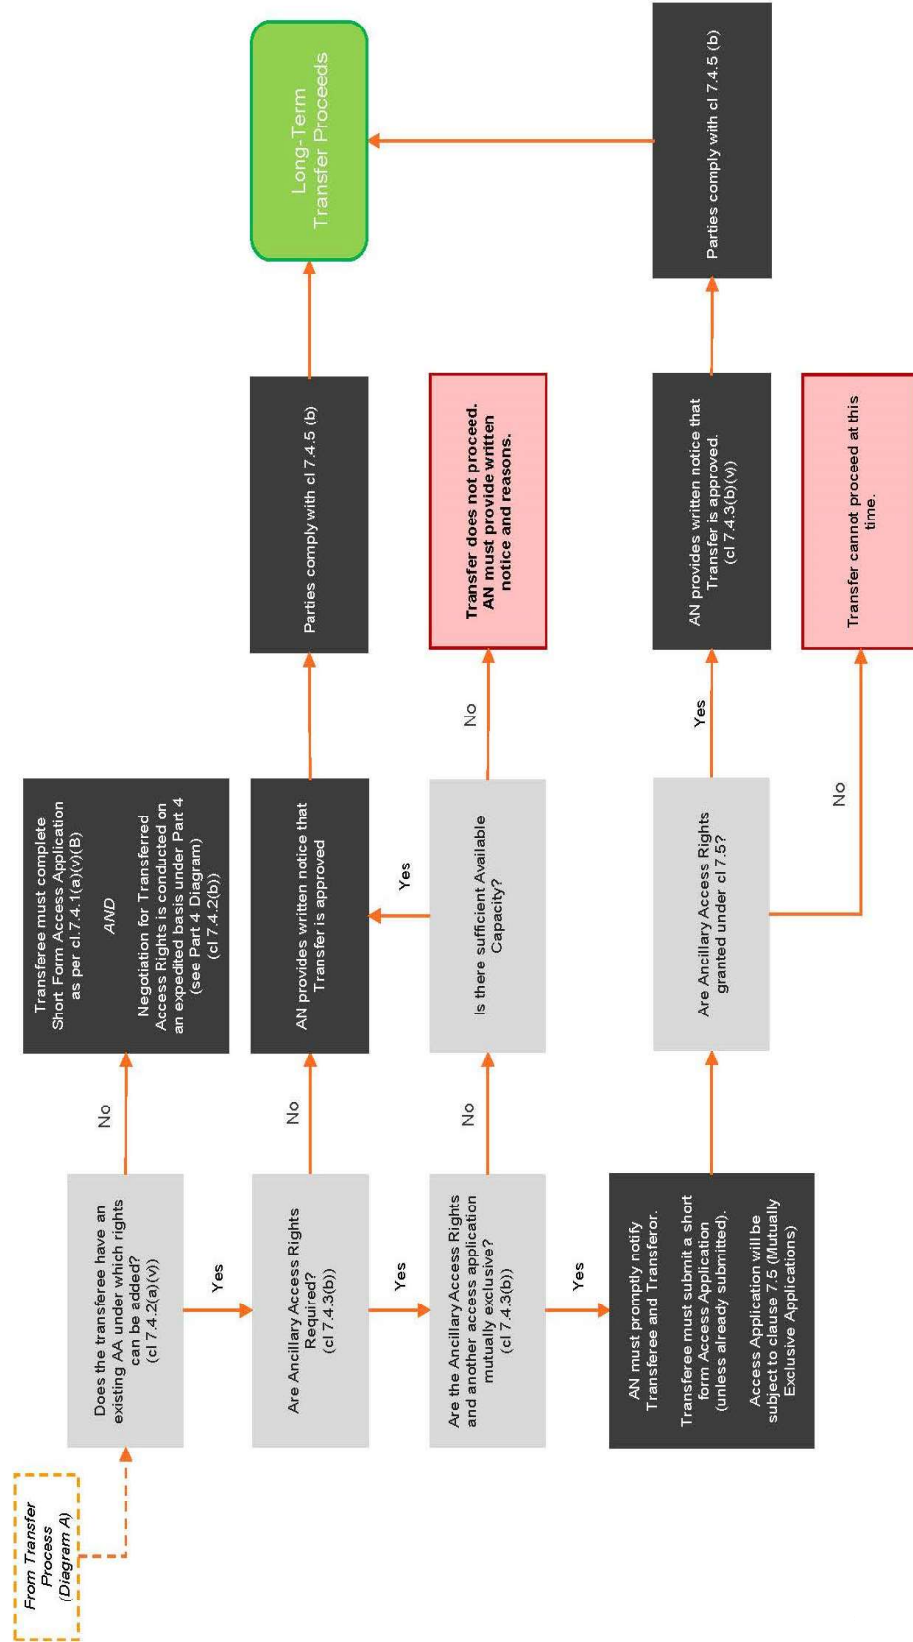 From Transfer
Process
(Diagram A)
Does the transferee have an
existing AA under which rights
can be added?
(cl 7.4.2(a)(v))
No
Transferee must complete
Short Form Access Application
as per cl.7.4.1(a)(v)(B)
AND
Negotiation for Transferred
Access Rights is conducted on
an expedited basis under Part 4
(see Part 4 Diagram)
(cl 7.4.2(b))
Yes
Are Ancillary Access Rights
Required?
(cl 7.4.3(b))
No
AN provides written notice that
Transfer is approved
Parties comply with cl 7.4.5 (b)
Long-Term
Transfer Proceeds
Yes
Are the Ancillary Access Rights
and another access application
mutually exclusive?
(cl 7.4.3(b))
No
Is there sufficient Available
Capacity?
Yes
No
Transfer does not proceed.
AN must provide written
notice and reasons.
Yes
AN must promptly notify
Transferee and Transferor.
Transferee must submit a short
form Access Application
(unless already submitted).
Access Application will be
subject to clause 7.5 (Mutually
Exclusive Applications)
Are Ancillary Access Rights
granted under cl 7.5?
Yes
AN provides written notice that
Transfer is approved.
(cl 7.4.3(b)(v))
Parties comply with cl 7.4.5 (b)
No
Transfer cannot proceed at this
time.